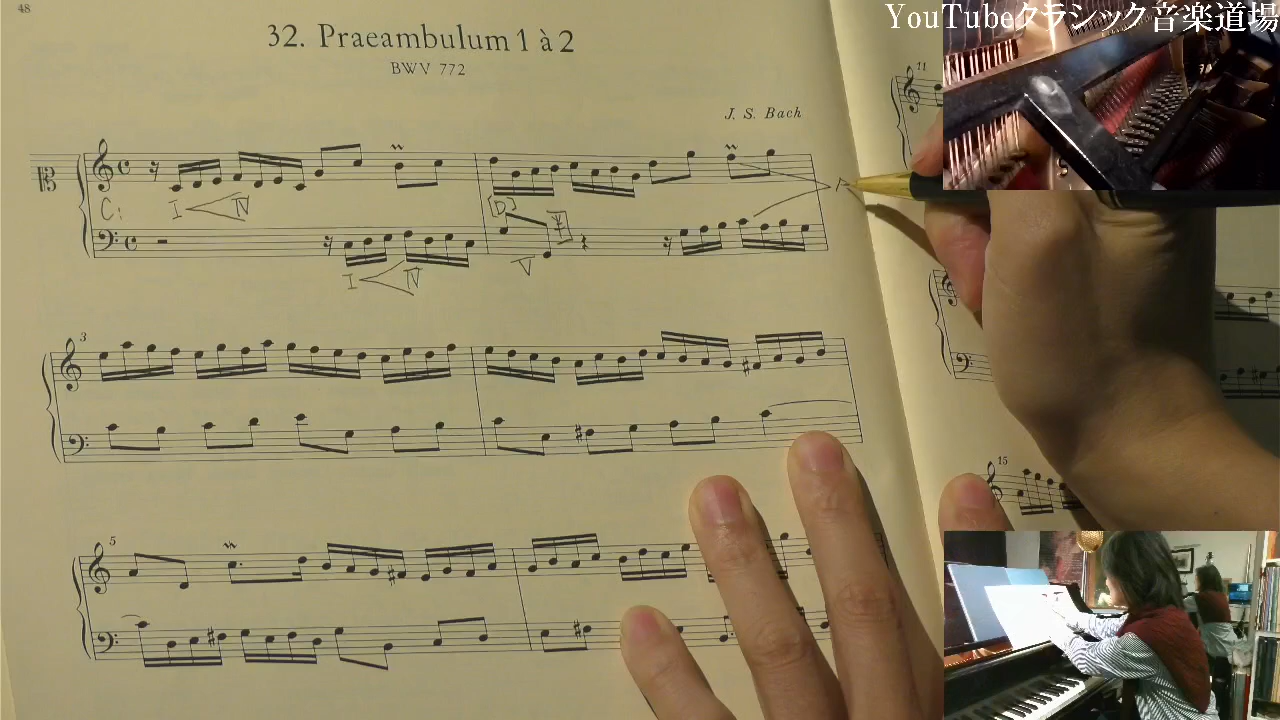 48
YouTubeクラシック音楽道場
32. Praeambulum 1 à 2
BWV 772
J. S. Bach
11
C:
I IV
[D]
I IV
V
3
15
5